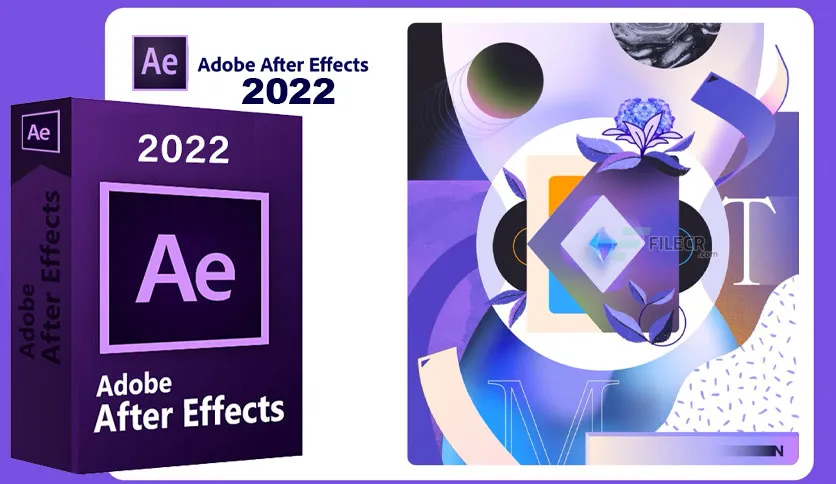 Ae
Adobe After Effects
2022
Ae
Adobe
After Effects
2022
Ae
Adobe
After Effects
FILECR
.com
T
M
N